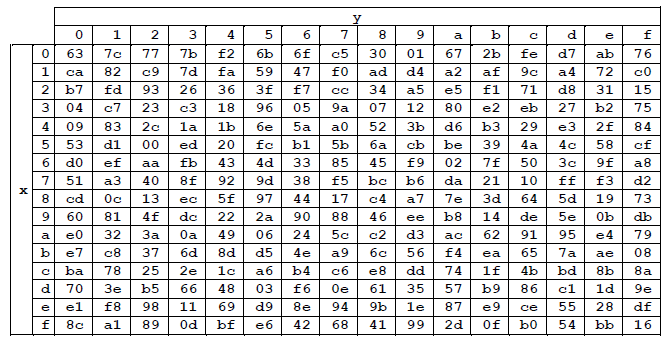 y
0 1 2 3 4 5 6 7 8 9 a b c d e f
0 63 7c 77 7b f2 6b 6f c5 30 01 67 2b fe d7 ab 76
1 ca 82 c9 7d fa 59 47 f0 ad d4 a2 af 9c a4 72 c0
2 b7 fd 93 26 36 3f f7 cc 34 a5 e5 f1 71 d8 31 15
3 04 c7 23 c3 18 96 05 9a 07 12 80 e2 eb 27 b2 75
4 09 83 2c 1a 1b 6e 5a a0 52 3b d6 b3 29 e3 2f 84
5 53 d1 00 ed 20 fc b1 5b 6a cb be 39 4a 4c 58 cf
6 d0 ef aa fb 43 4d 33 85 45 f9 02 7f 50 3c 9f a8
x 7 51 a3 40 8f 92 9d 38 f5 bc b6 da 21 10 ff f3 d2
8 cd 0c 13 ec 5f 97 44 17 c4 a7 7e 3d 64 5d 19 73
9 60 81 4f dc 22 2a 90 88 46 ee b8 14 de 5e 0b db
a e0 32 3a 0a 49 06 24 5c c2 d3 ac 62 91 95 e4 79
b e7 c8 37 6d 8d d5 4e a9 6c 56 f4 ea 65 7a ae 08
c ba 78 25 2e 1c a6 b4 c6 e8 dd 74 1f 4b bd 8b 8a
d 70 3e b5 66 48 03 f6 0e 61 35 57 b9 86 c1 1d 9e
e e1 f8 98 11 69 d9 8e 94 9b 1e 87 e9 ce 55 28 df
f 8c a1 89 0d bf e6 42 68 41 99 2d 0f b0 54 bb 16